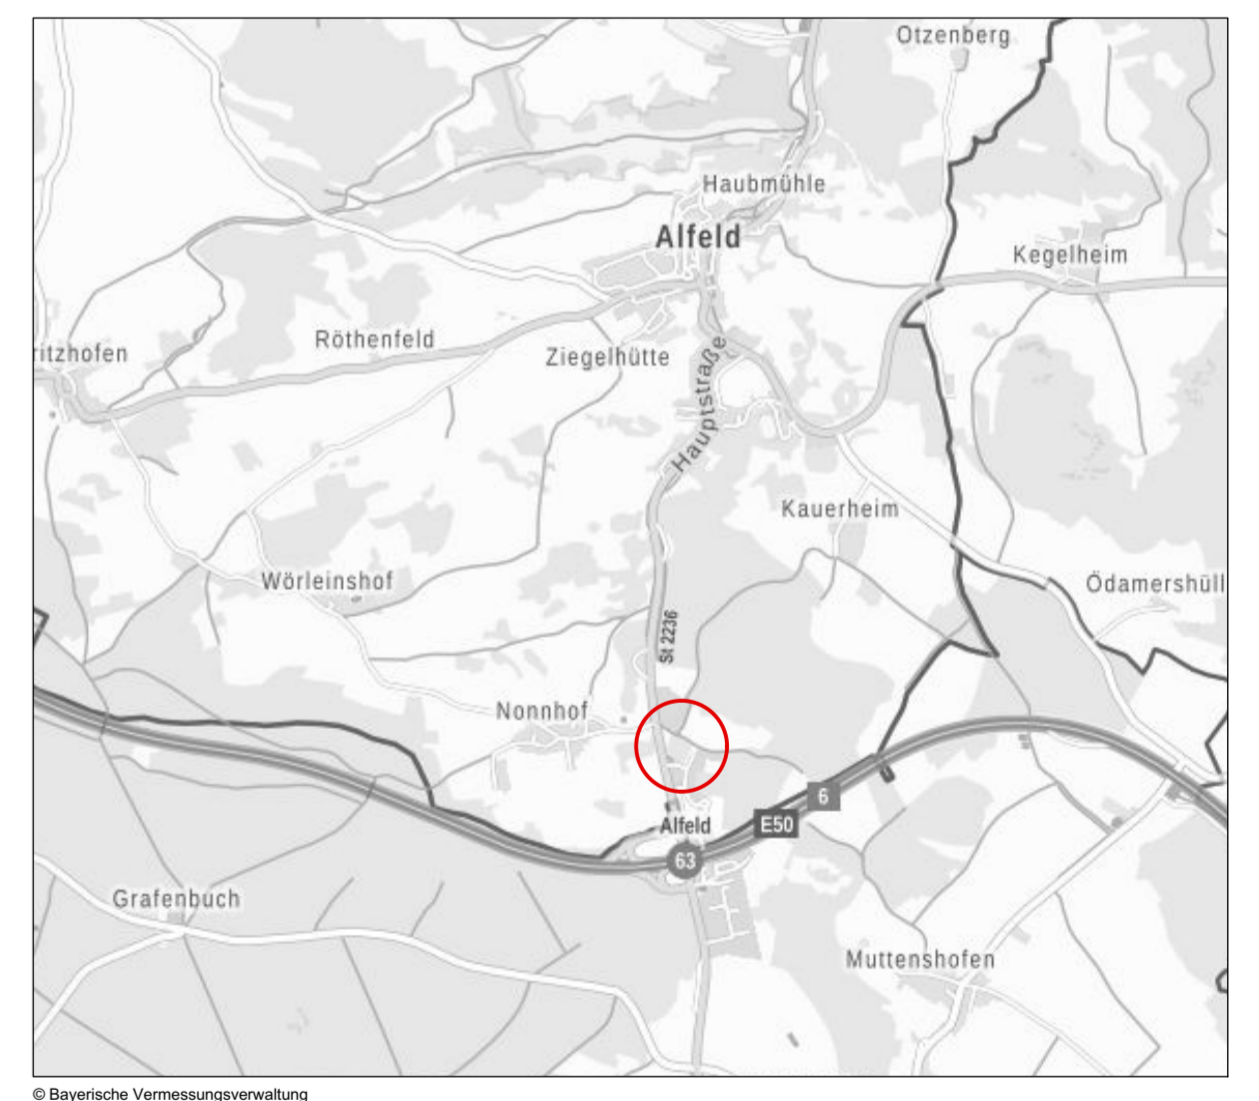 Otzenberg
Haubmühle
Alfeld
Kegelheim
Röthenfeld
ritzhofen
Ziegelhütte
Hauptstraße
Kauerheim
Wörleinshof
Ödamershüll
St 2236
Nonnhof
6
E50
Alfeld
63
Grafenbuch
Muttenshofen
© Bayerische Vermessungsverwaltung